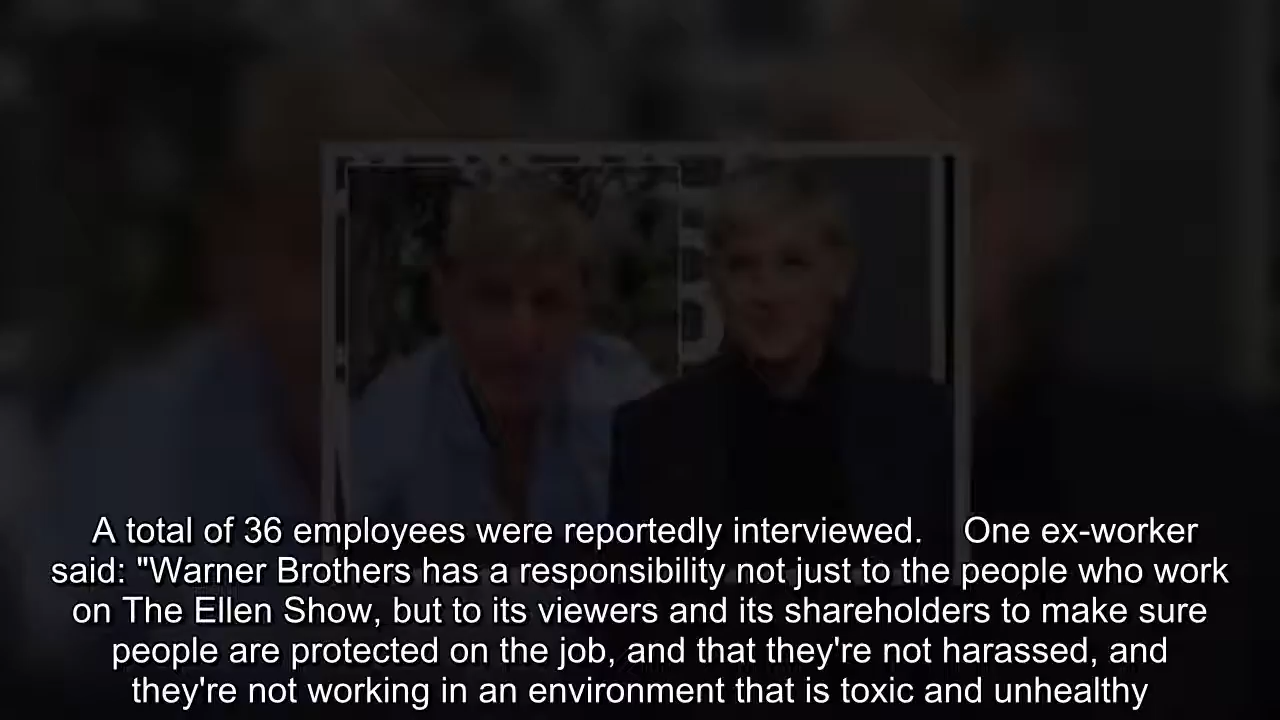 A total of 36 employees were reportedly interviewed. One ex-worker
said: "Warner Brothers has a responsibility not just to the people who work
on The Ellen Show, but to its viewers and its shareholders to make sure
people are protected on the job, and that they're not harassed, and
they're not working in an environment that is toxic and unhealthy